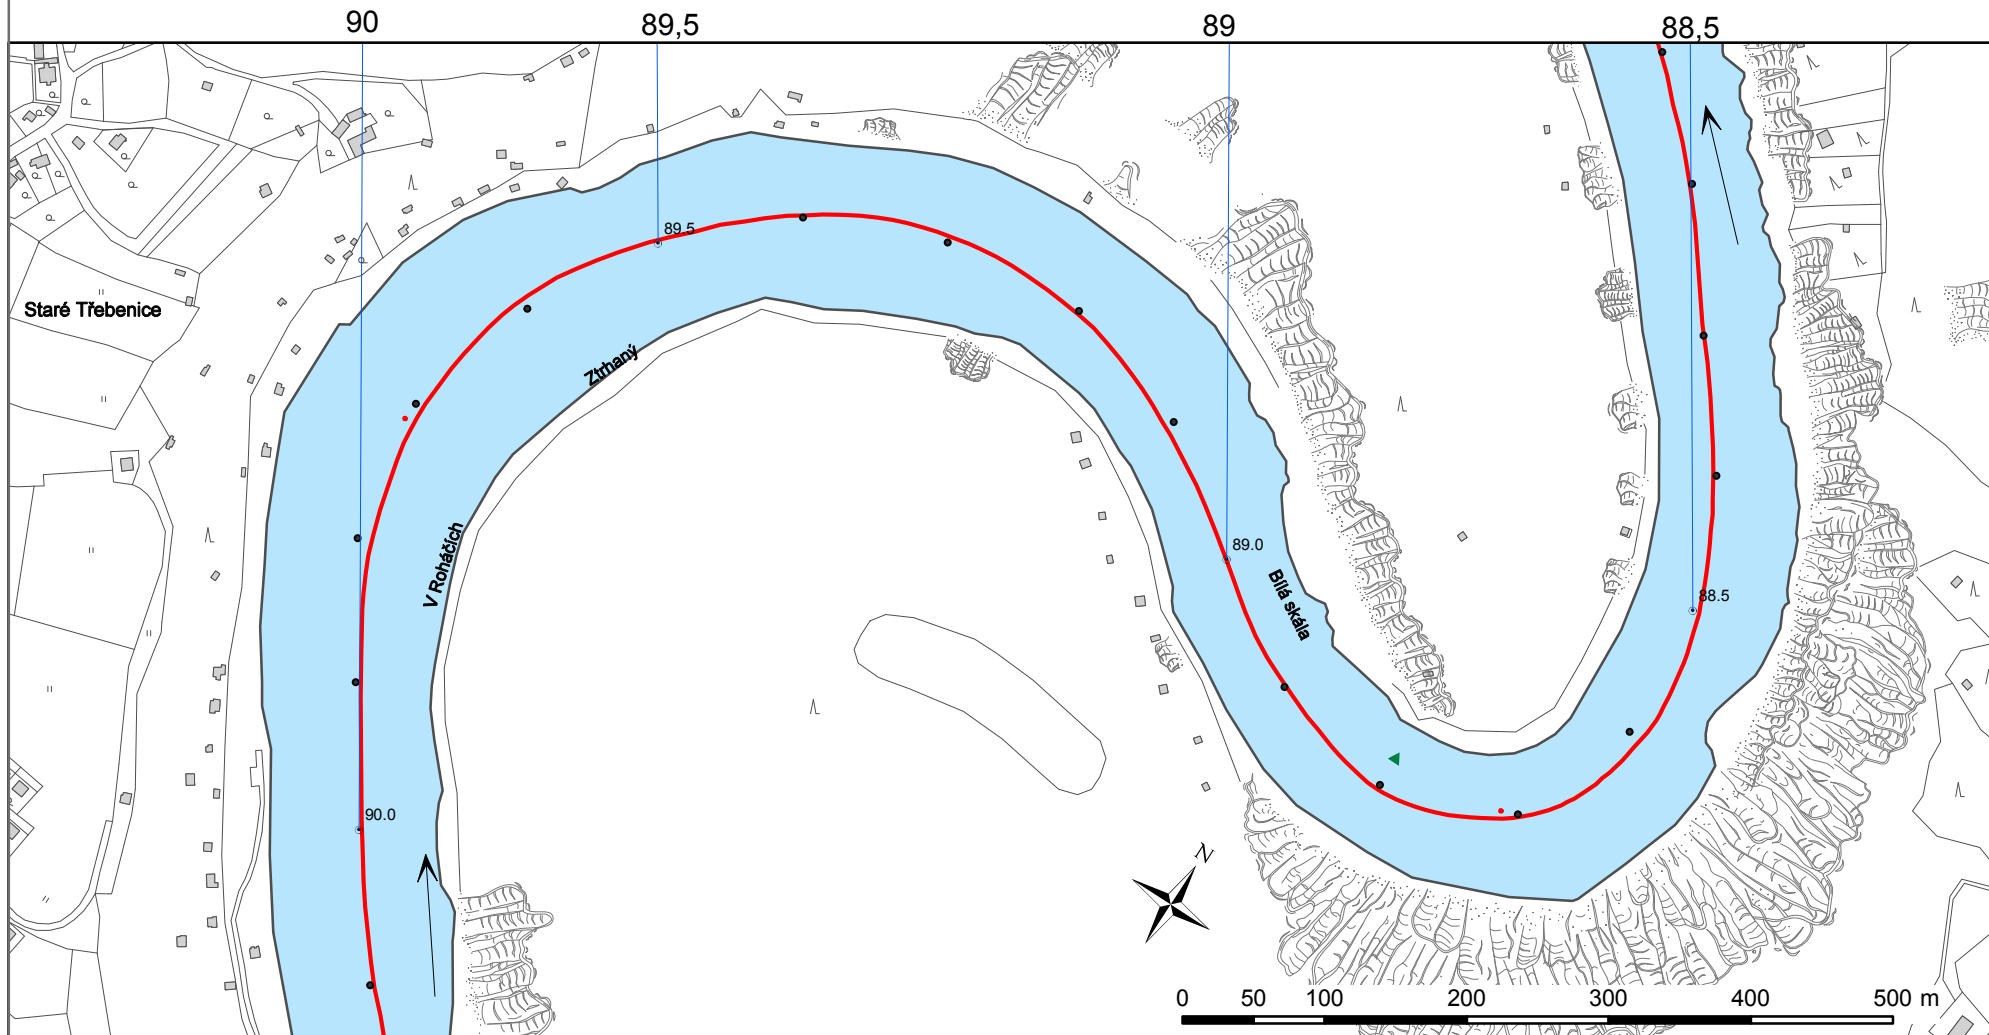 90
89,5
89
88,5
89.5
Staré Třebenice
Ztrhaný
V Roháčích
89.0
Bílá skála
88.5
90.0
N
0 50 100 200 300 400 500 m